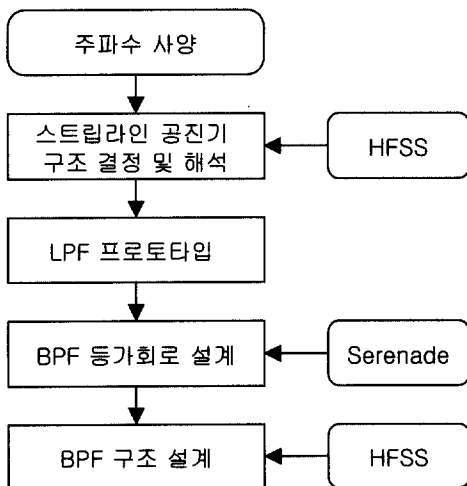 주파수 사양
스트립라인 공진기
구조 결정 및 해석
HFSS
LPF 프로토타입
BPF 등가회로 설계
Serenade
BPF 구조 설계
HFSS